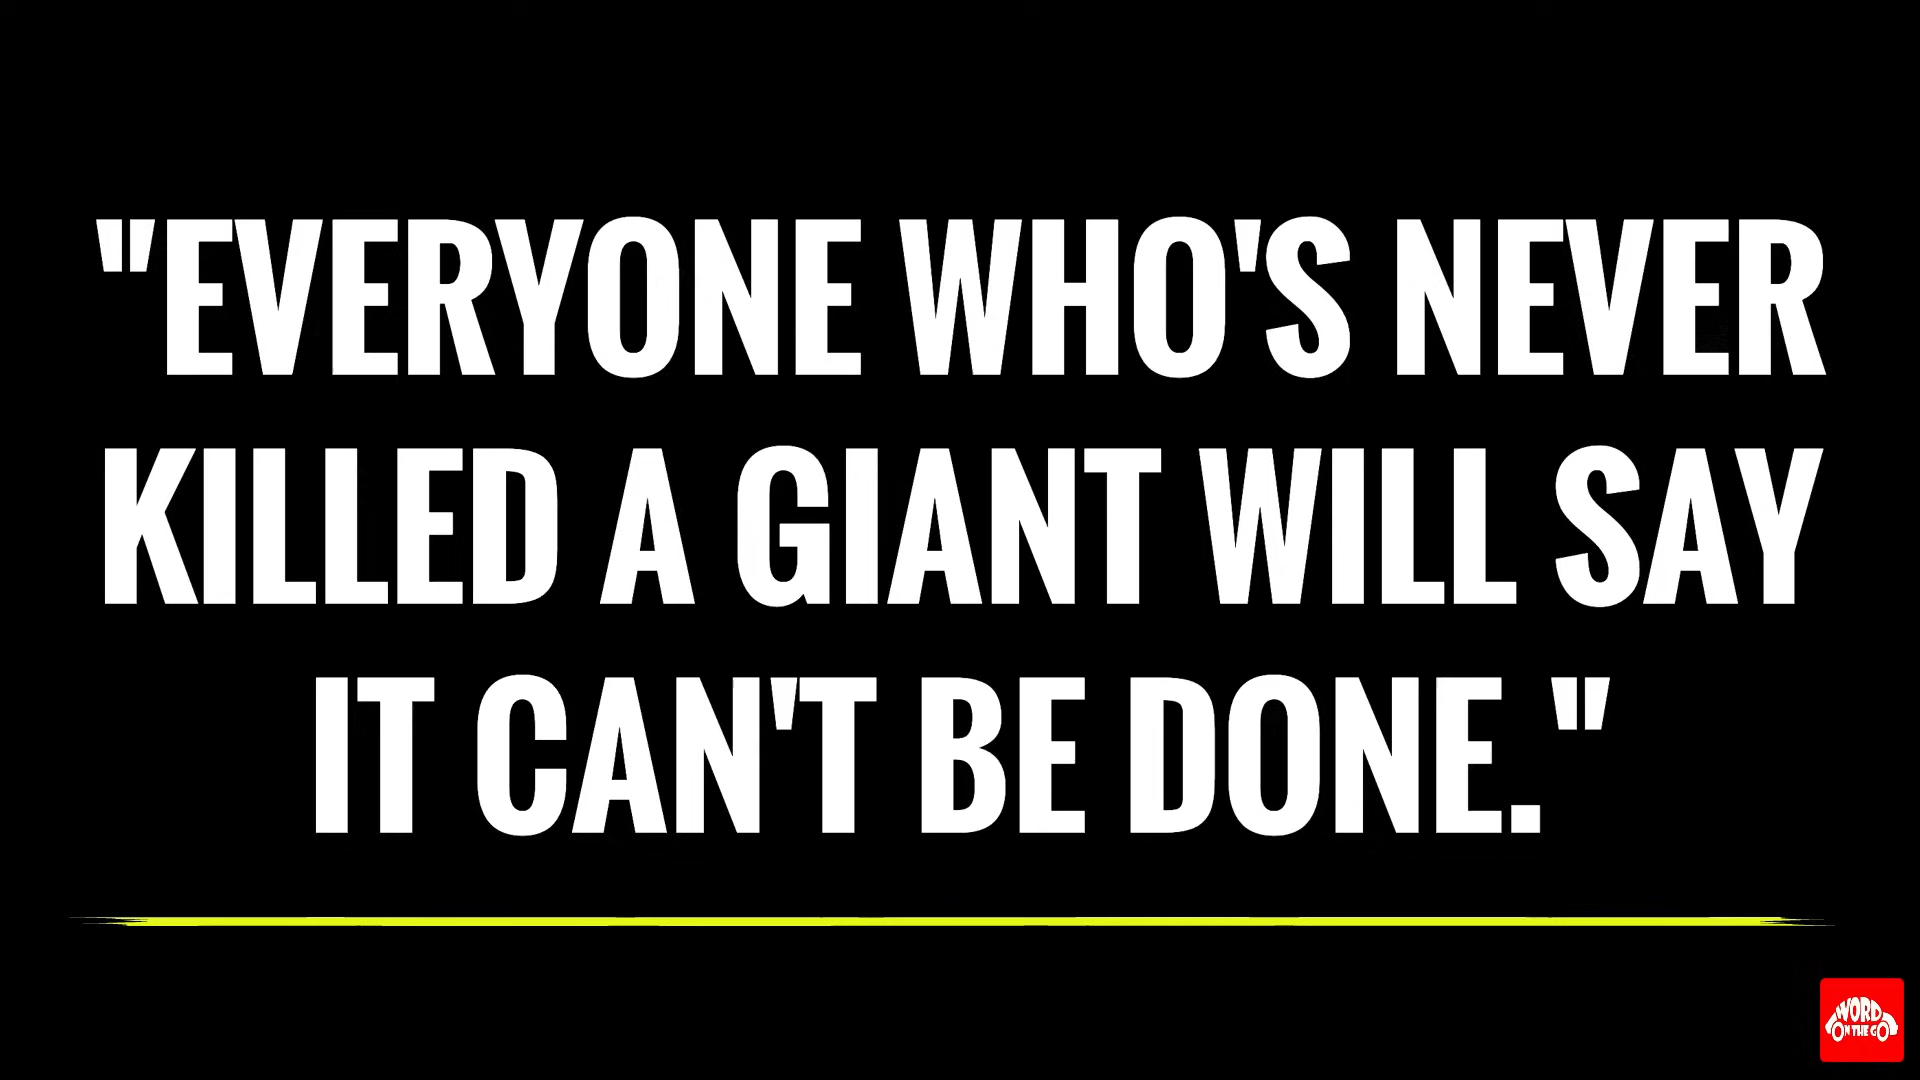 "EVERYONE WHO'S NEVER
KILLED A GIANT WILL SAY
IT CAN'T BE DONE."
WORD
ON THE GO